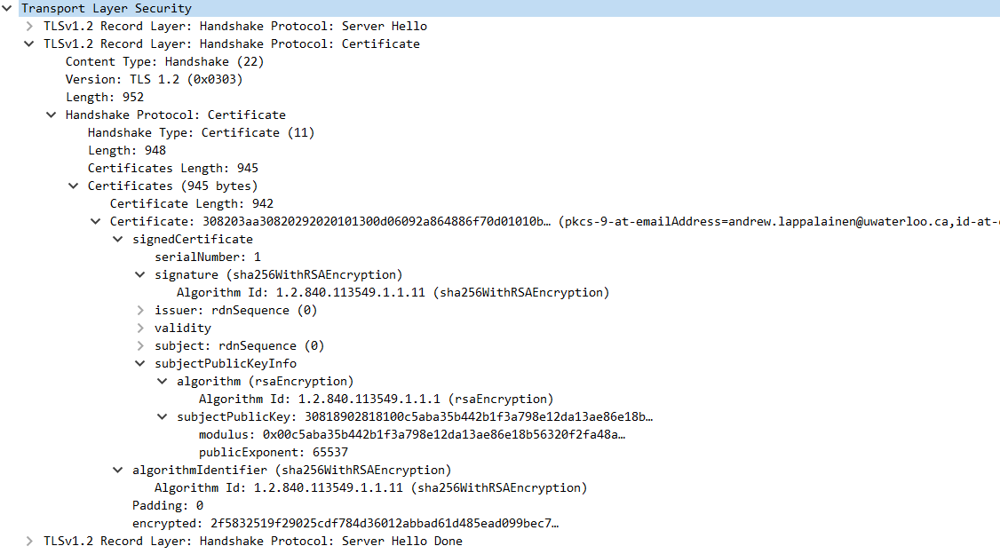 Transport Layer Security
TLSv1.2 Record Layer: Handshake Protocol: Server Hello
TLSv1.2 Record Layer: Handshake Protocol: Certificate
Content Type: Handshake (22)
Version: TLS 1.2 (0x0303)
Length: 952
Handshake Protocol: Certificate
Handshake Type: Certificate (11)
Length: 948
Certificates Length: 945
Certificates (945 bytes)
Certificate Length: 942
Certificate: 308203aa30820292020101300d06092a864886f70d01010b… (pkcs-9-at-emailAddress=andrew.lappalainen@uwaterloo.ca,id-at-
signedCertificate
serialNumber: 1
signature (sha256WithRSAEncryption)
Algorithm Id: 1.2.840.113549.1.1.11 (sha256WithRSAEncryption)
issuer: rdnSequence (0)
validity
subject: rdnSequence (0)
subjectPublicKeyInfo
algorithm (rsaEncryption)
Algorithm Id: 1.2.840.113549.1.1.1 (rsaEncryption)
subjectPublicKey: 30818902818100c5aba35b442b1f3a798e12da13ae86e18b…
modulus: 0x00c5aba35b442b1f3a798e12da13ae86e18b56320f2fa48a…
publicExponent: 65537
algorithmIdentifier (sha256WithRSAEncryption)
Algorithm Id: 1.2.840.113549.1.1.11 (sha256WithRSAEncryption)
Padding: 0
encrypted: 2f5832519f29025cdf784d36012abbad61d485ead099bec7…
TLSv1.2 Record Layer: Handshake Protocol: Server Hello Done